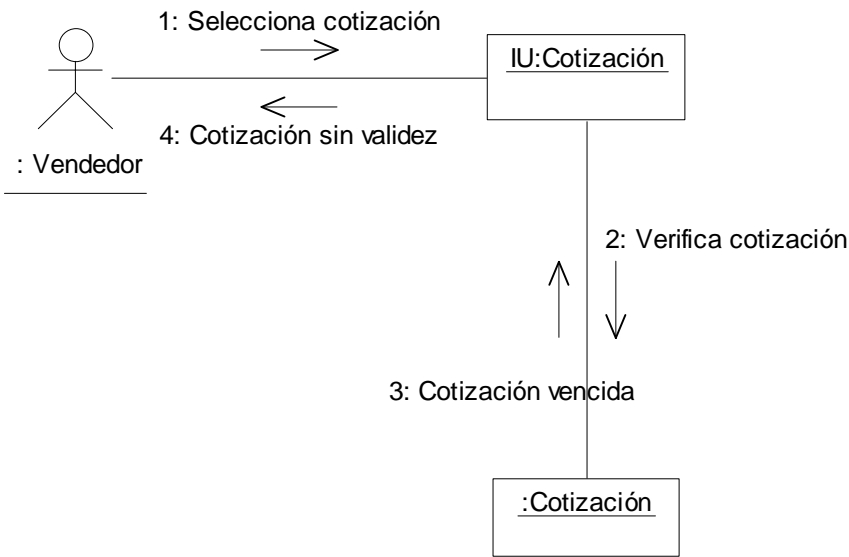 1: Selecciona cotización
IU:Cotización
4: Cotización sin validez
: Vendedor
2: Verifica cotización
3: Cotización vencida
:Cotización